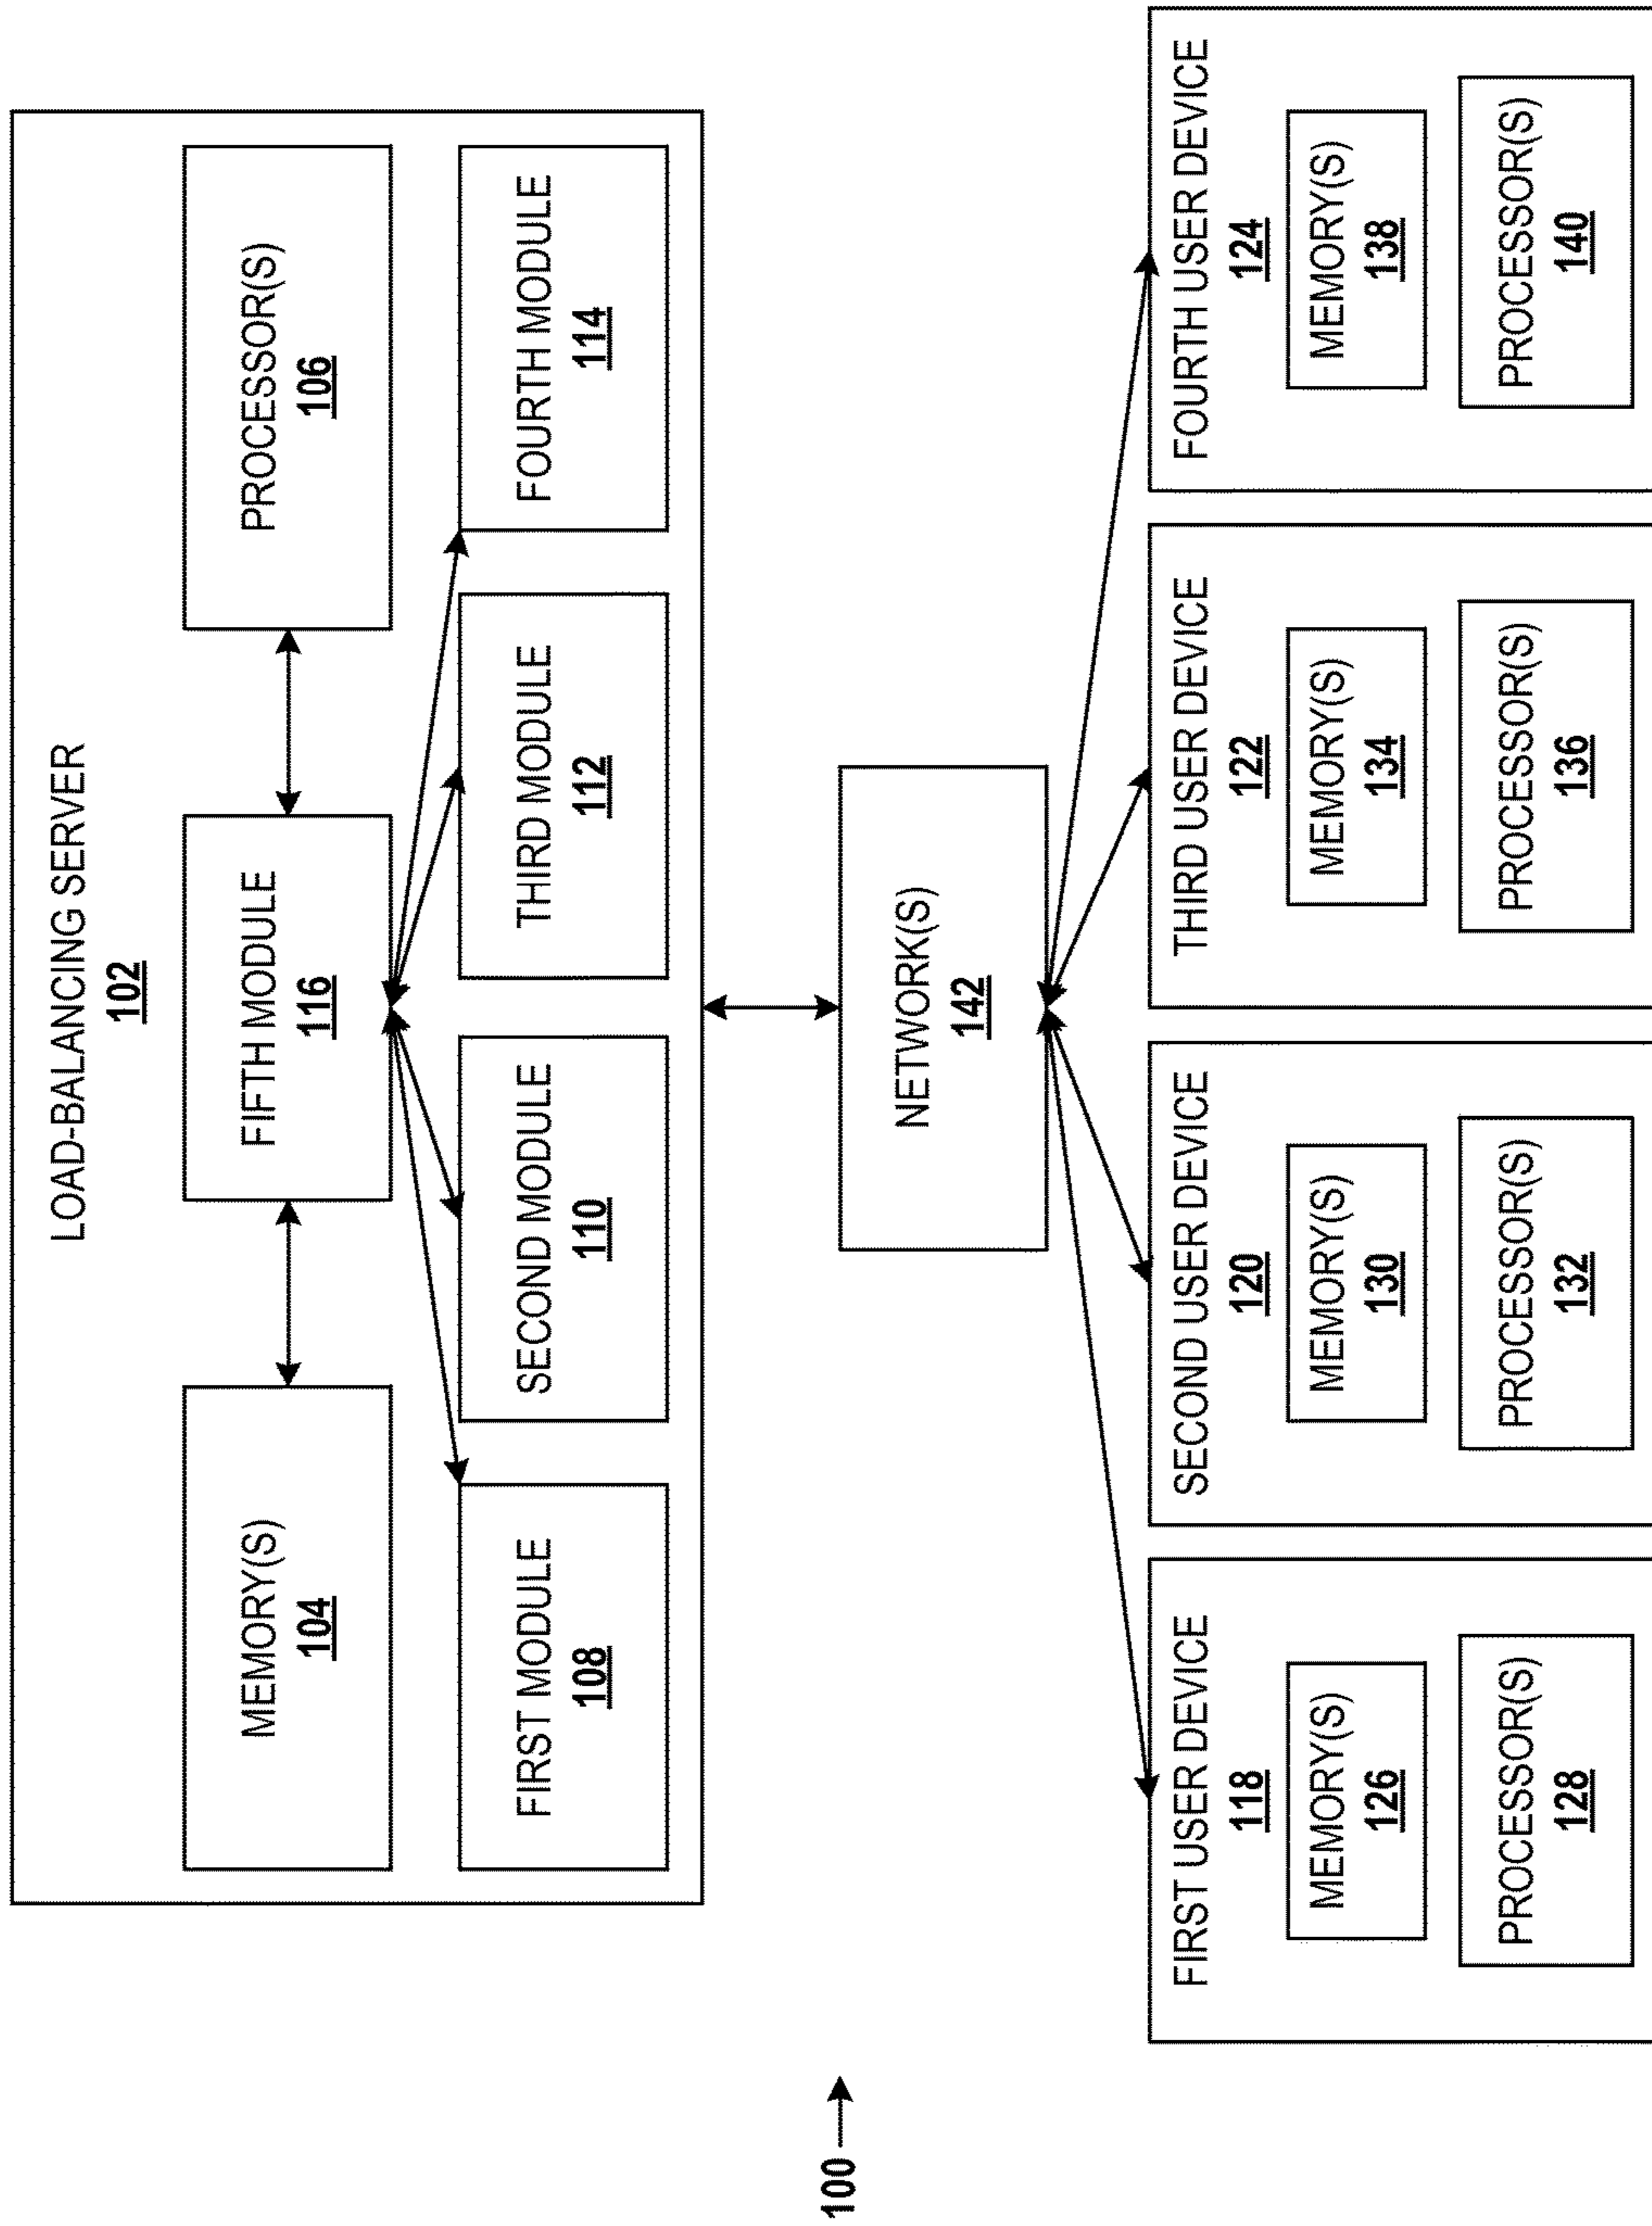 LOAD-BALANCING SERVER
102
MEMORY(S)
104
FIFTH MODULE
116
PROCESSOR(S)
106
FIRST MODULE
108
SECOND MODULE
110
THIRD MODULE
112
FOURTH MODULE
114
100
NETWORK(S)
142
FIRST USER DEVICE
118
MEMORY(S)
126
PROCESSOR(S)
128
SECOND USER DEVICE
120
MEMORY(S)
130
PROCESSOR(S)
132
THIRD USER DEVICE
122
MEMORY(S)
134
PROCESSOR(S)
136
FOURTH USER DEVICE
124
MEMORY(S)
138
PROCESSOR(S)
140